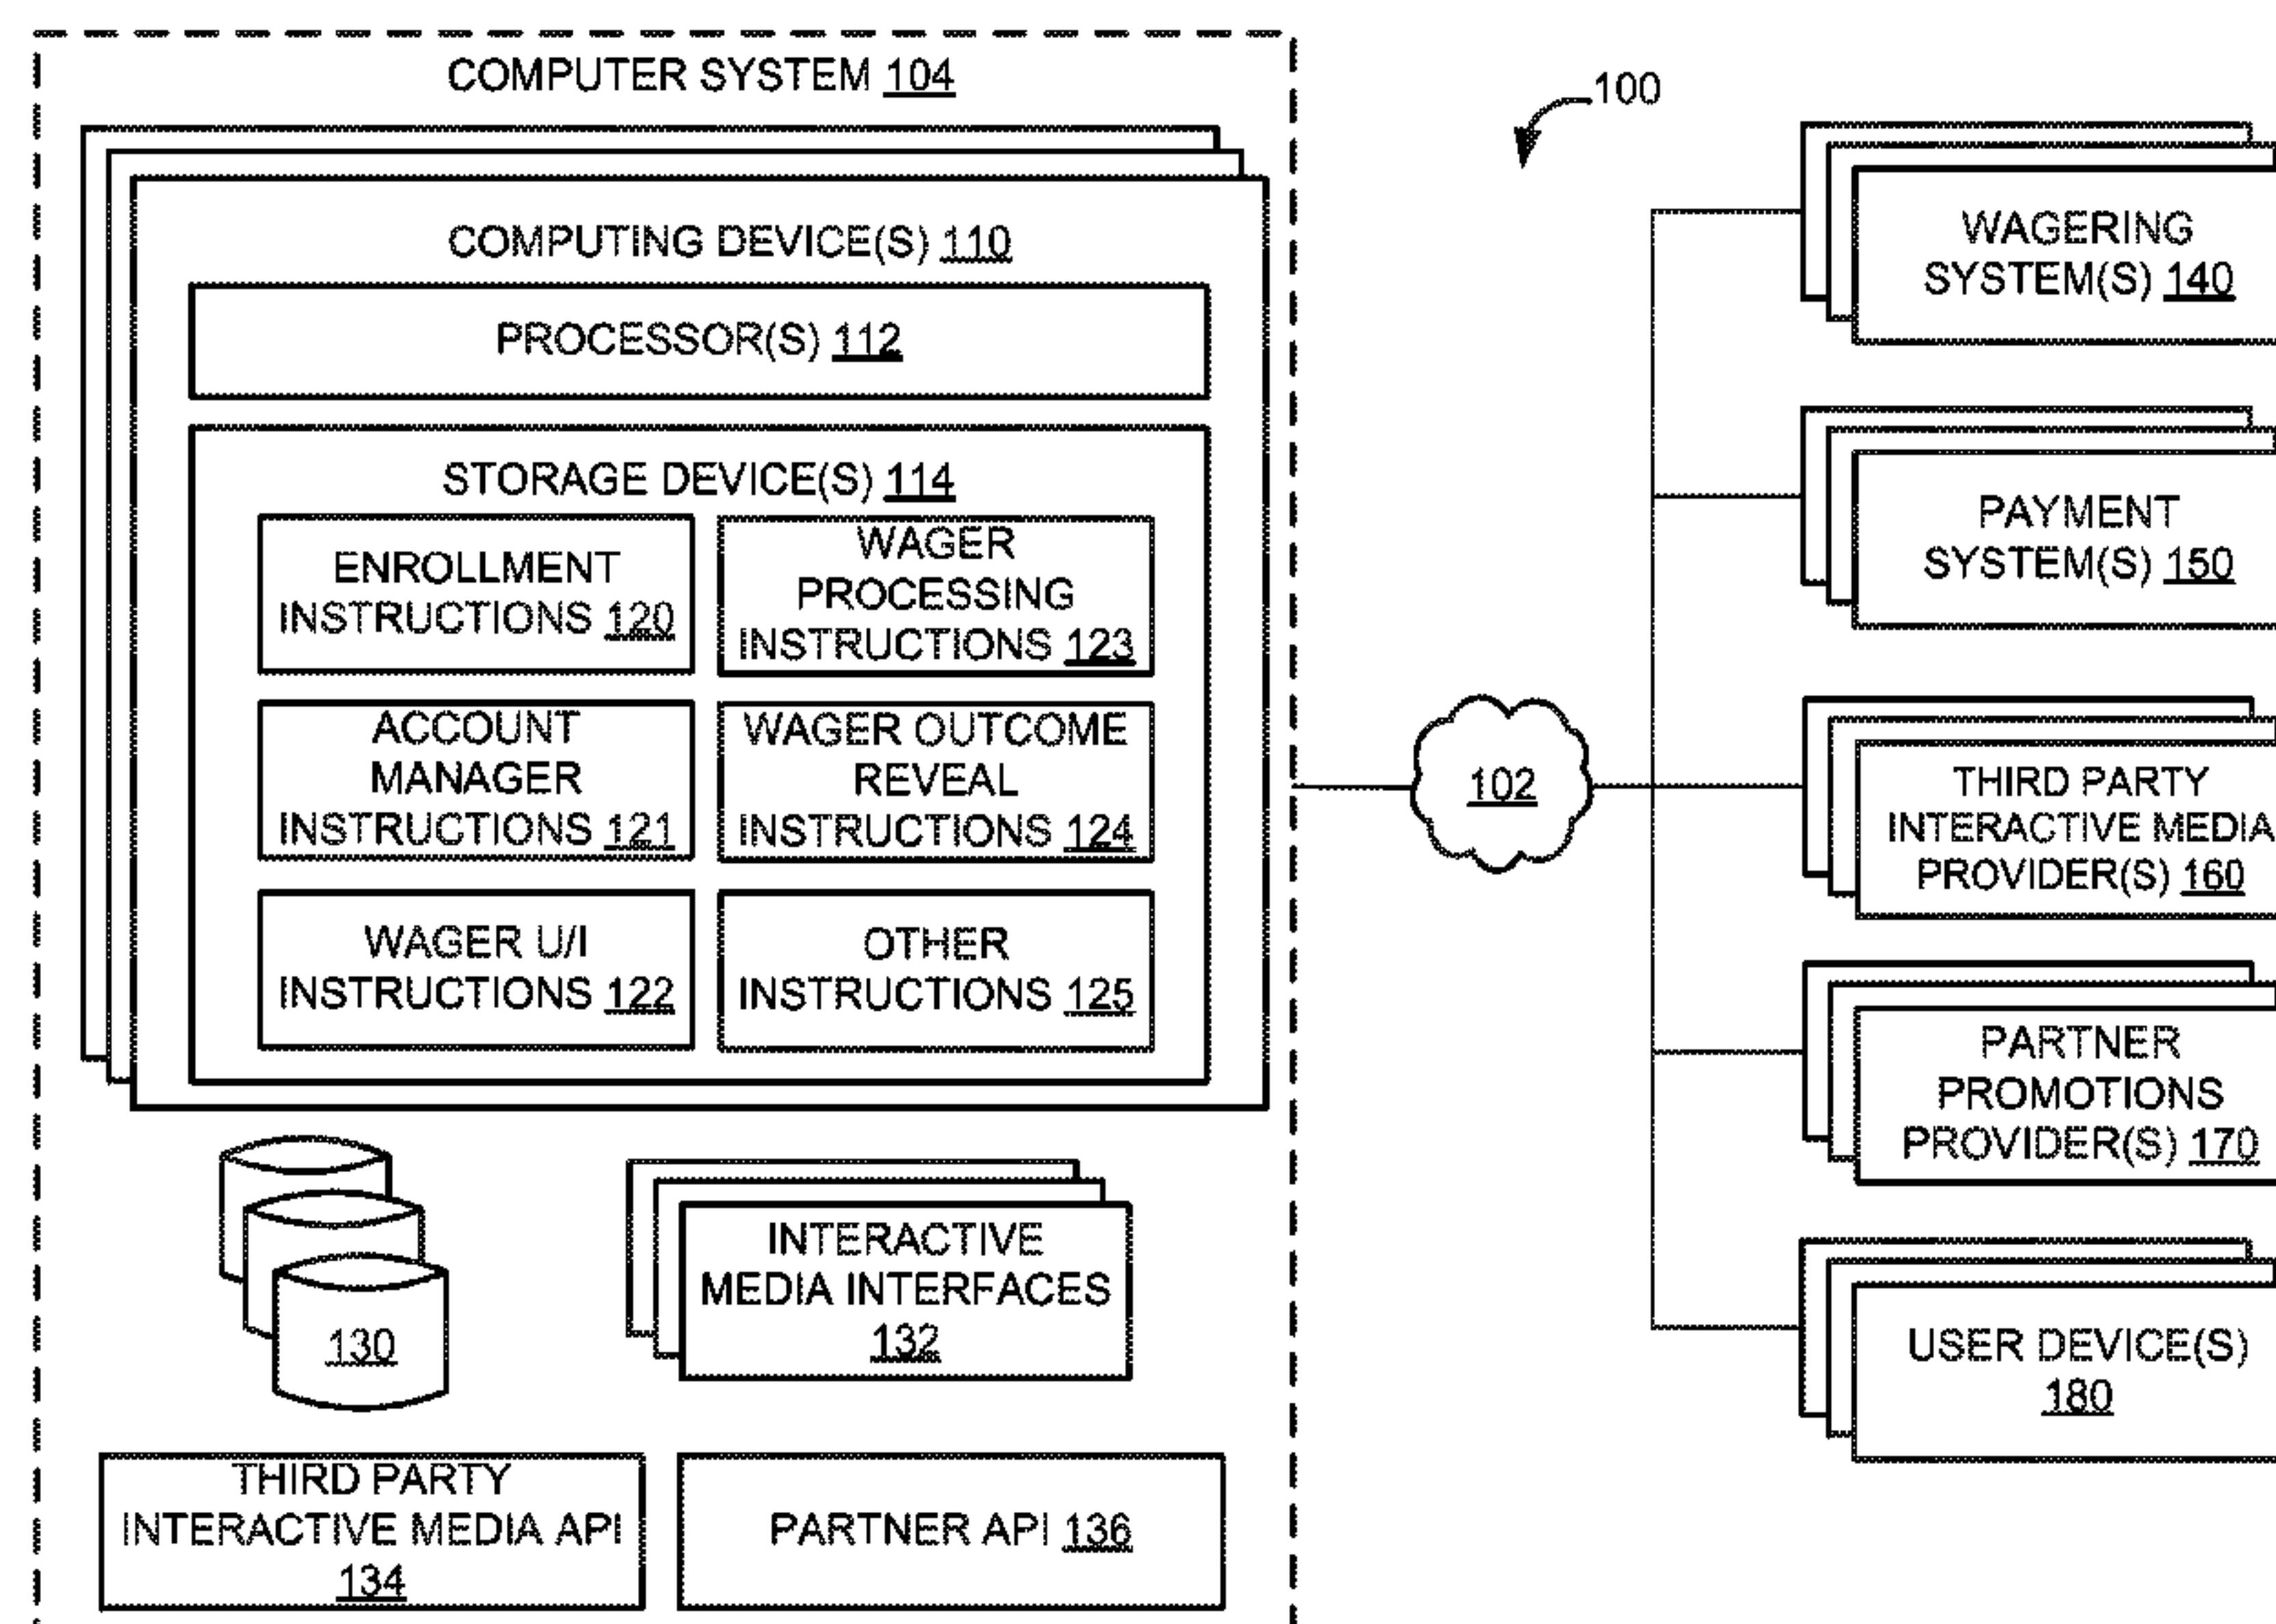 COMPUTER SYSTEM 104
COMPUTING DEVICE(S) 110
PROCESSOR(S) 112
STORAGE DEVICE(S) 114
ENROLLMENT
INSTRUCTIONS 120
WAGER
PROCESSING
INSTRUCTIONS 123
ACCOUNT
MANAGER
INSTRUCTIONS 121
WAGER OUTCOME
REVEAL
INSTRUCTIONS 124
WAGER U/I
INSTRUCTIONS 122
OTHER
INSTRUCTIONS 125
130
INTERACTIVE
MEDIA INTERFACES
132
THIRD PARTY
INTERACTIVE MEDIA API
134
PARTNER API 136
100
102
WAGERING
SYSTEM(S) 140
PAYMENT
SYSTEM(S) 150
THIRD PARTY
INTERACTIVE MEDIA
PROVIDER(S) 160
PARTNER
PROMOTIONS
PROVIDER(S) 170
USER DEVICE(S)
180